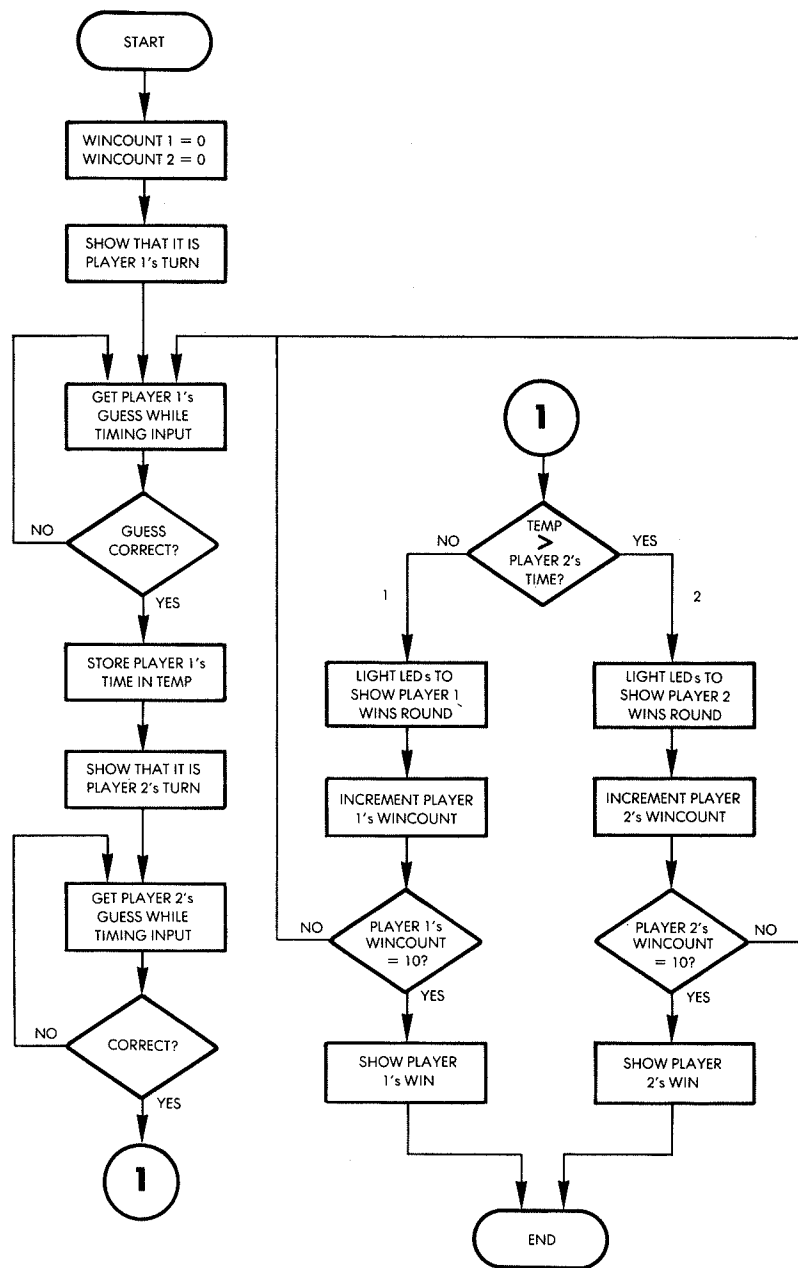 START
WINCOUNT 1 = 0
WINCOUNT 2 = 0
SHOW THAT IT IS
PLAYER 1's TURN
GET PLAYER 1's
GUESS WHILE
TIMING INPUT
GUESS
CORRECT?
NO
YES
STORE PLAYER 1's
TIME IN TEMP
SHOW THAT IT IS
PLAYER 2's TURN
GET PLAYER 2's
GUESS WHILE
TIMING INPUT
CORRECT?
NO
YES
1
1
TEMP
>
PLAYER 2's
TIME?
NO
YES
1
2
LIGHT LEDs TO
SHOW PLAYER 1
WINS ROUND
INCREMENT PLAYER
1's WINCOUNT
PLAYER 1's
WINCOUNT
= 10?
NO
YES
SHOW PLAYER
1's WIN
LIGHT LEDs TO
SHOW PLAYER 2
WINS ROUND
INCREMENT PLAYER
2's WINCOUNT
PLAYER 2's
WINCOUNT
= 10?
NO
YES
SHOW PLAYER
2's WIN
END